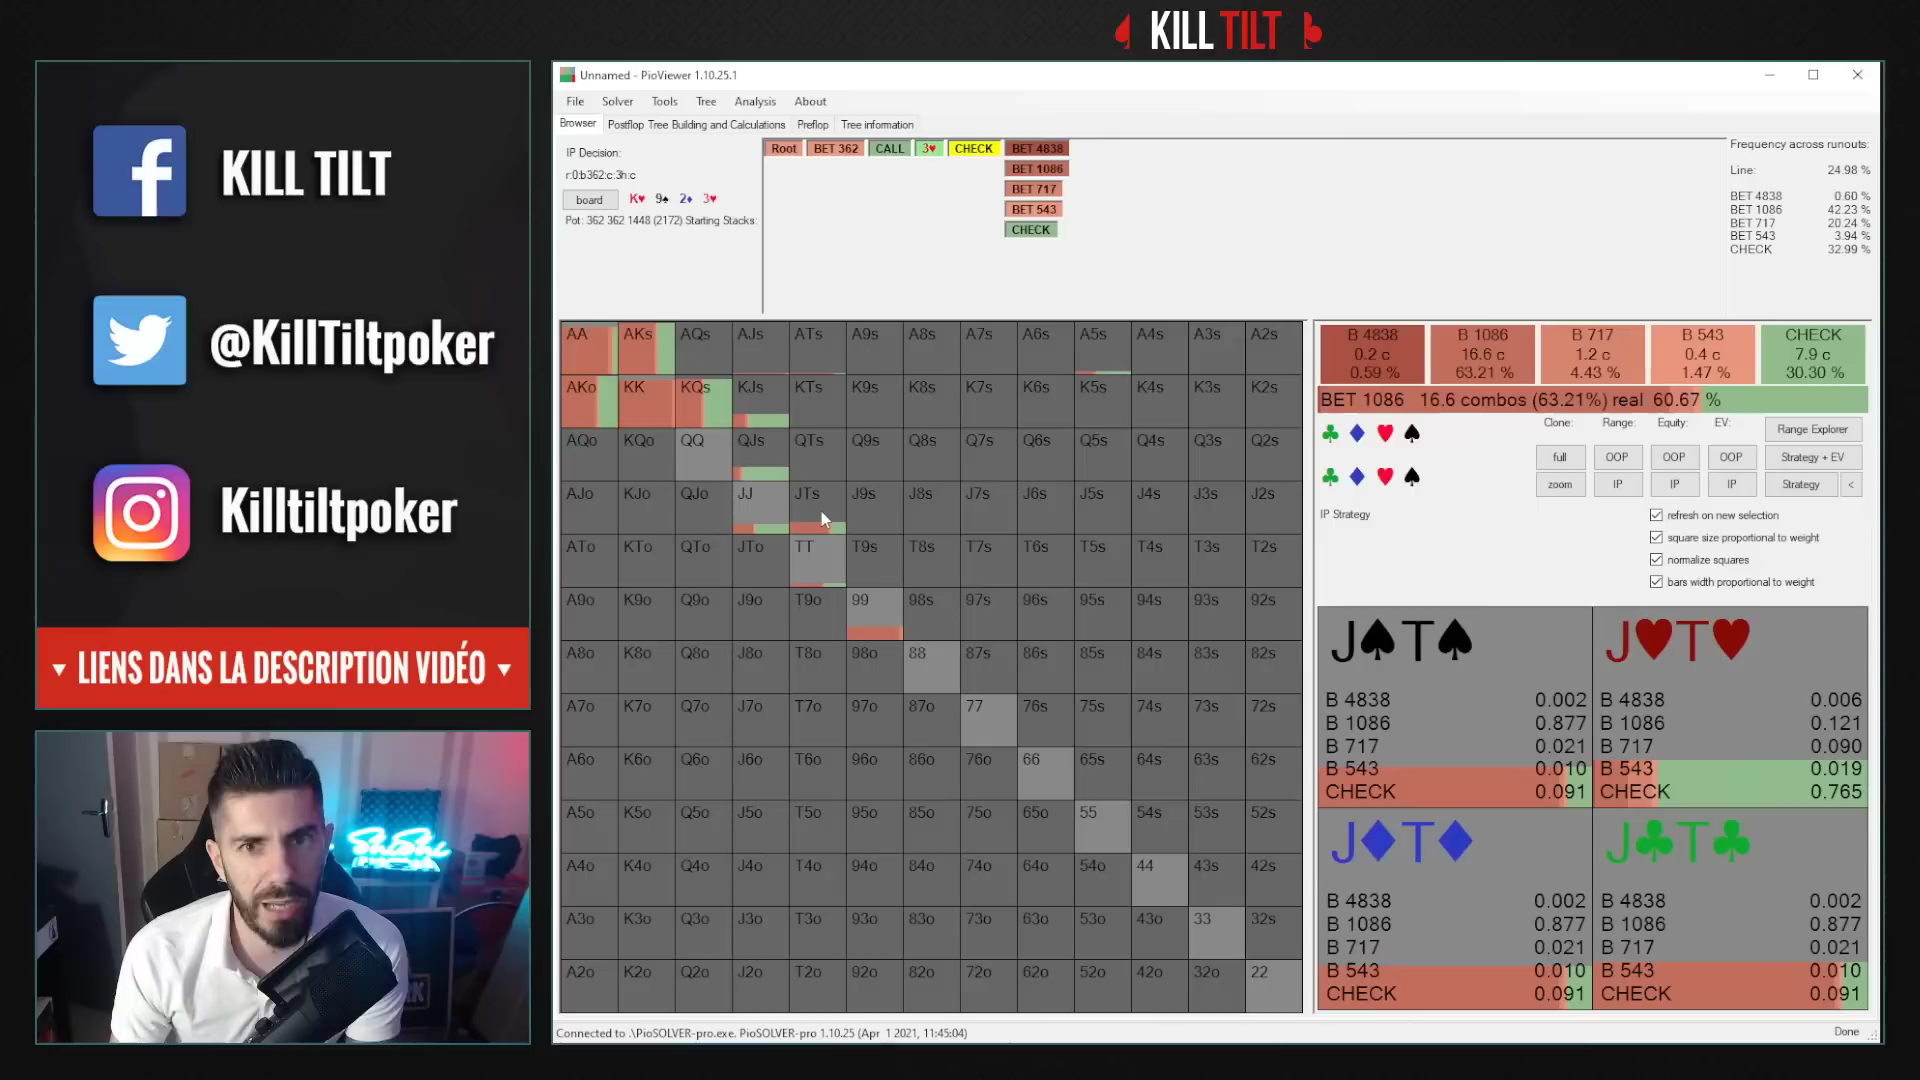 KILL TILT
KILL TILT
@KillTiltpoker
Killtiltpoker
▼ LIENS DANS LA DESCRIPTION VIDÉO ▼
Unnamed - PioViewer 1.10.25.1
File Solver Tools Tree Analysis About
Browser Postflop Tree Building and Calculations Preflop Tree information
IP Decision:
r:0:b362:c:3h:c
board K♥ 9♠ 2♦ 3♥
Pot: 362 362 1448 (2172) Starting Stacks:
Root BET 362 CALL 3♥ CHECK BET 4838
BET 1086
BET 717
BET 543
CHECK
Frequency across runouts:
Line: 24.98 %
BET 4838 0.60 %
BET 1086 42.23 %
BET 717 20.24 %
BET 543 3.94 %
CHECK 32.99 %
AA AKs AQs AJs ATs A9s A8s A7s A6s A5s A4s A3s A2s
AKo KK KQs KJs KTs K9s K8s K7s K6s K5s K4s K3s K2s
AQo KQo QQ QJs QTs Q9s Q8s Q7s Q6s Q5s Q4s Q3s Q2s
AJo KJo QJo JJ JTs J9s J8s J7s J6s J5s J4s J3s J2s
ATo KTo QTo JTo TT T9s T8s T7s T6s T5s T4s T3s T2s
A9o K9o Q9o J9o T9o 99 98s 97s 96s 95s 94s 93s 92s
A8o K8o Q8o J8o T8o 98o 88 87s 86s 85s 84s 83s 82s
A7o K7o Q7o J7o T7o 97o 87o 77 76s 75s 74s 73s 72s
A6o K6o Q6o J6o T6o 96o 86o 76o 66 65s 64s 63s 62s
A5o K5o Q5o J5o T5o 95o 85o 75o 65o 55 54s 53s 52s
A4o K4o Q4o J4o T4o 94o 84o 74o 64o 54o 44 43s 42s
A3o K3o Q3o J3o T3o 93o 83o 73o 63o 53o 43o 33 32s
A2o K2o Q2o J2o T2o 92o 82o 72o 62o 52o 42o 32o 22
B 4838 B 1086 B 717 B 543 CHECK
0.2 c 16.6 c 1.2 c 0.4 c 7.9 c
0.59 % 63.21 % 4.43 % 1.47 % 30.30 %
BET 1086 16.6 combos (63.21%) real 60.67 %
♣ ♦ ♥ ♠
♣ ♦ ♥ ♠
Clone: Range: Equity: EV: Range Explorer
full OOP OOP OOP Strategy + EV
zoom IP IP IP Strategy <
IP Strategy
refresh on new selection
square size proportional to weight
normalize squares
bars width proportional to weight
J♠T♠ J♥T♥
B 4838 0.002 B 4838 0.006
B 1086 0.877 B 1086 0.121
B 717 0.021 B 717 0.090
B 543 0.010 B 543 0.019
CHECK 0.091 CHECK 0.765
J♦T♦ J♣T♣
B 4838 0.002 B 4838 0.002
B 1086 0.877 B 1086 0.877
B 717 0.021 B 717 0.021
B 543 0.010 B 543 0.010
CHECK 0.091 CHECK 0.091
Connected to .\PioSOLVER-pro.exe. PioSOLVER-pro 1.10.25 (Apr 1 2021, 11:45:04)
Done